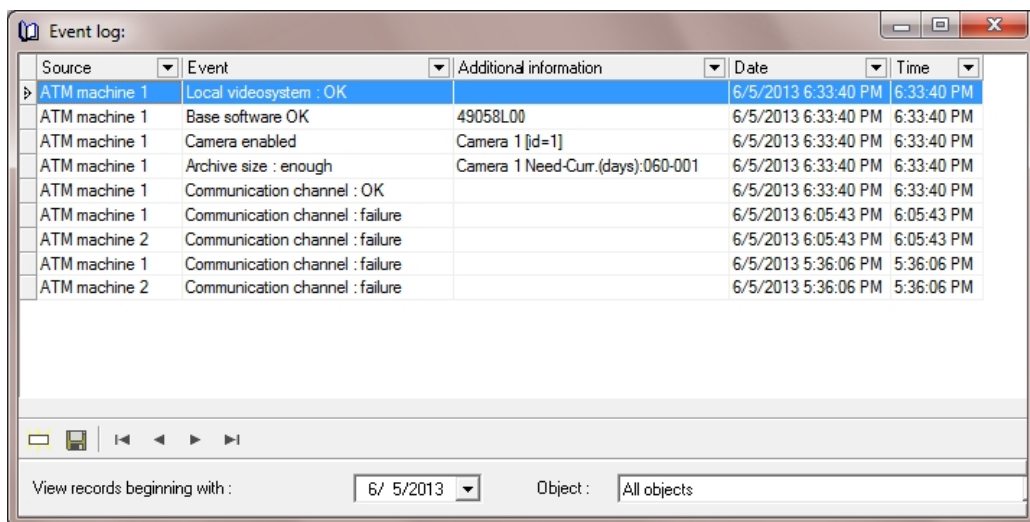 Event log:
Source Event Additional information Date Time
ATM machine 1 Local videosystem : OK 6/5/2013 6:33:40 PM 6:33:40 PM
ATM machine 1 Base software OK 49058L00 6/5/2013 6:33:40 PM 6:33:40 PM
ATM machine 1 Camera enabled Camera 1 [id=1] 6/5/2013 6:33:40 PM 6:33:40 PM
ATM machine 1 Archive size : enough Camera 1 Need-Curr.(days):060-001 6/5/2013 6:33:40 PM 6:33:40 PM
ATM machine 1 Communication channel : OK 6/5/2013 6:33:40 PM 6:33:40 PM
ATM machine 1 Communication channel : failure 6/5/2013 6:05:43 PM 6:05:43 PM
ATM machine 2 Communication channel : failure 6/5/2013 6:05:43 PM 6:05:43 PM
ATM machine 1 Communication channel : failure 6/5/2013 5:36:06 PM 5:36:06 PM
ATM machine 2 Communication channel : failure 6/5/2013 5:36:06 PM 5:36:06 PM
View records beginning with : 6/ 5/2013 Object : All objects